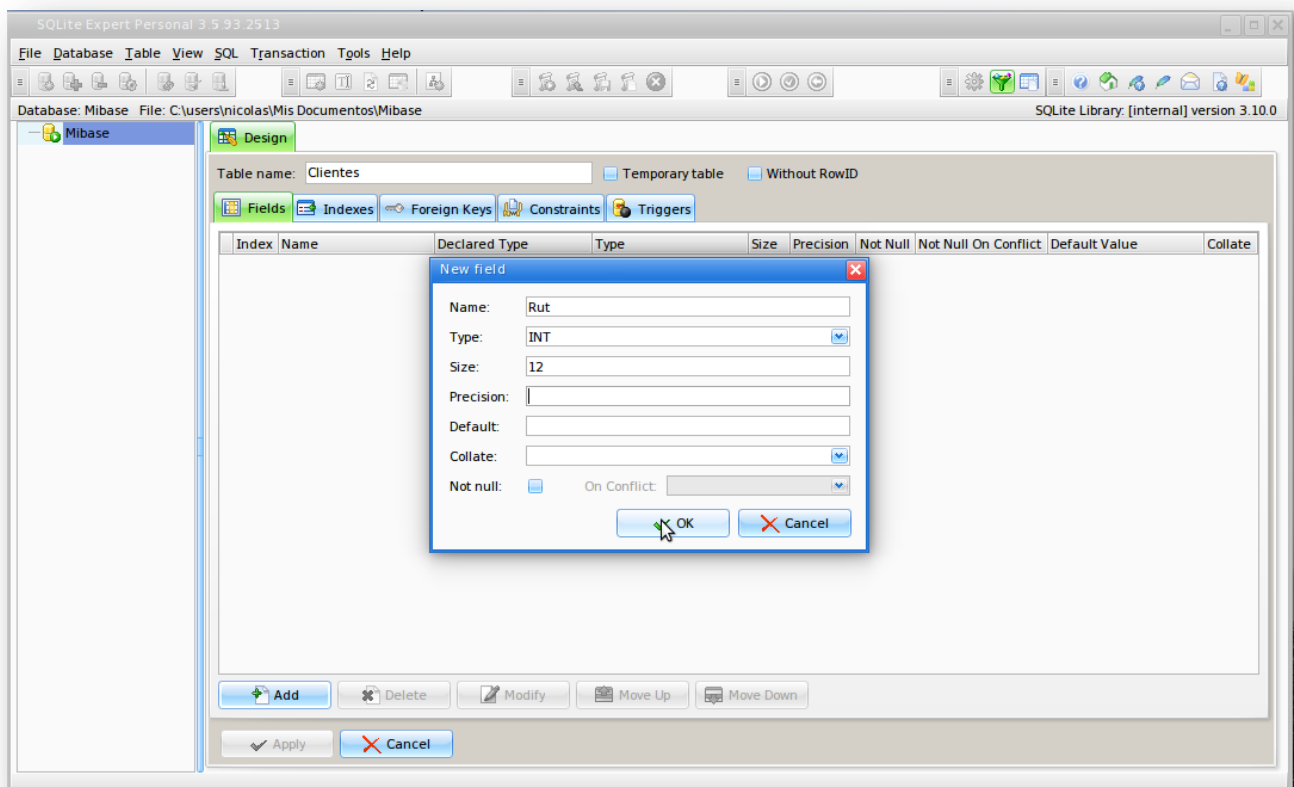 SQLite Expert Personal 3.5.93.2513
File Database Table View SQL Transaction Tools Help
Database: Mibase File: C:\users\nicolas\Mis Documentos\Mibase SQLite Library: [internal] version 3.10.0
Mibase
Design
Table name: Clientes Temporary table Without RowID
Fields Indexes Foreign Keys Constraints Triggers
Index Name Declared Type Type Size Precision Not Null Not Null On Conflict Default Value Collate
New field
Name: Rut
Type: INT
Size: 12
Precision:
Default:
Collate:
Not null: On Conflict:
OK Cancel
Add Delete Modify Move Up Move Down
Apply Cancel